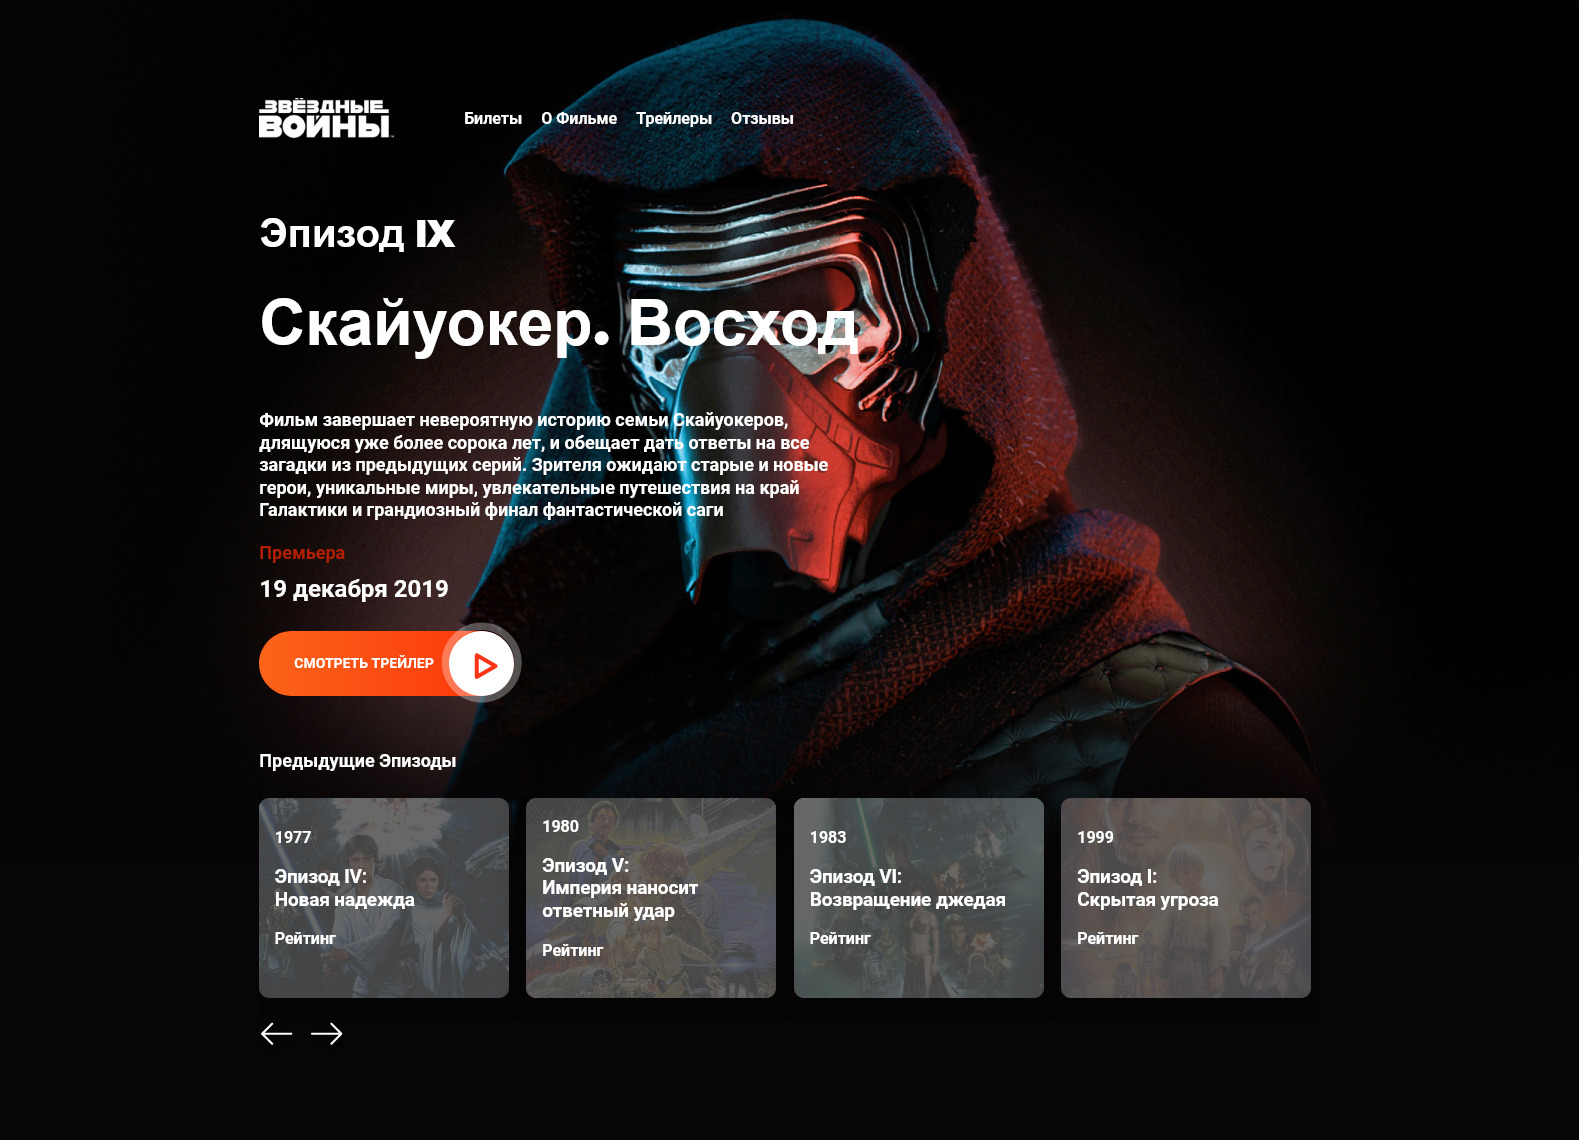 ЗВЁЗДНЫЕ
ВОЙНЫ
Билеты О Фильме Трейлеры Отзывы
Эпизод IX
Скайуокер. Восход
Фильм завершает невероятную историю семьи Скайуокеров,
длящуюся уже более сорока лет, и обещает дать ответы на все
загадки из предыдущих серий. Зрителя ожидают старые и новые
герои, уникальные миры, увлекательные путешествия на край
Галактики и грандиозный финал фантастической саги
Премьера
19 декабря 2019
СМОТРЕТЬ ТРЕЙЛЕР
Предыдущие Эпизоды
1977
Эпизод IV:
Новая надежда
Рейтинг
1980
Эпизод V:
Империя наносит
ответный удар
Рейтинг
1983
Эпизод VI:
Возвращение джедая
Рейтинг
1999
Эпизод I:
Скрытая угроза
Рейтинг